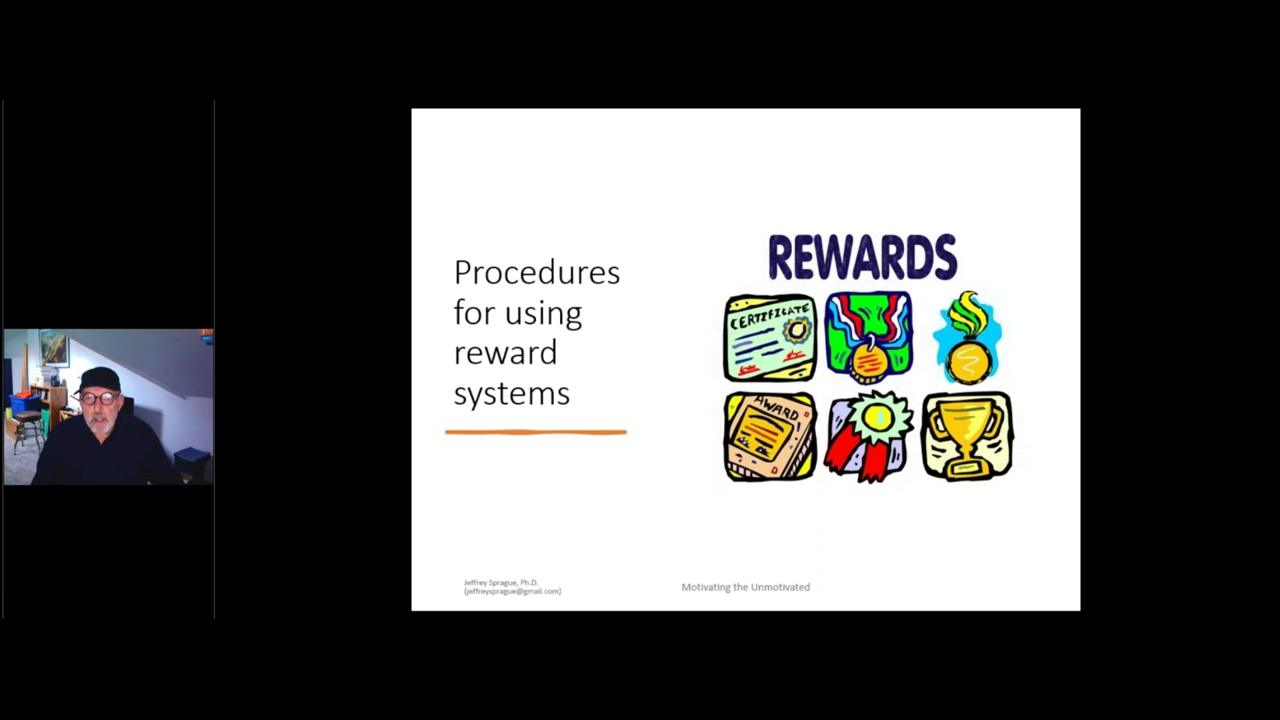 Procedures
for using
reward
systems
REWARDS
CERTIFICATE
AWARD
Jeffrey Sprague, Ph.D.
(jeffreysprague@gmail.com)
Motivating the Unmotivated